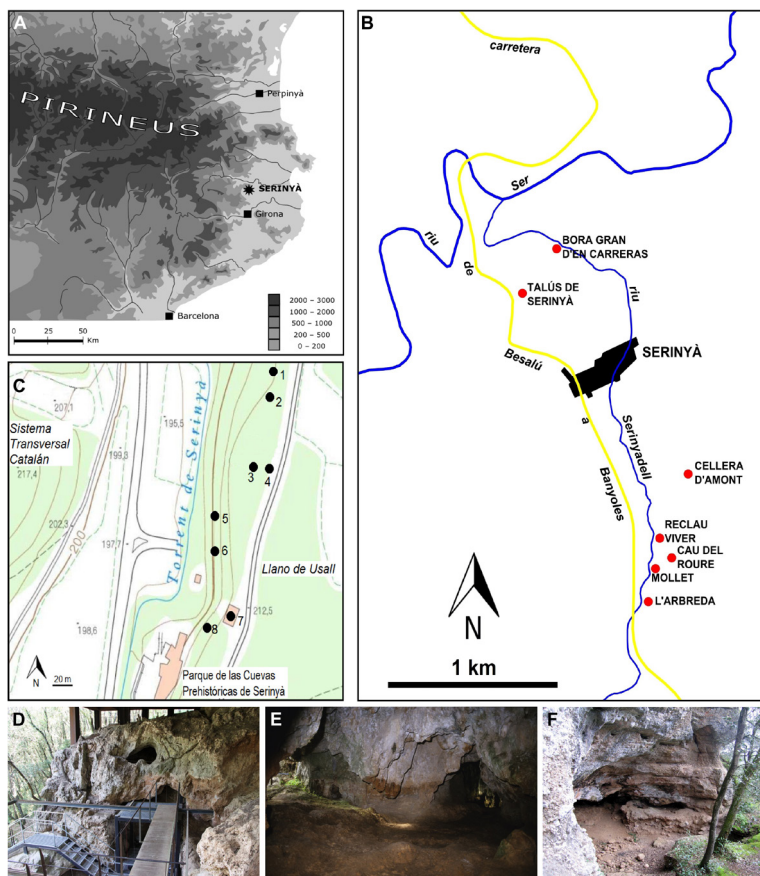 A
PIRINEUS
Perpinyà
SERINYÀ
Girona
Barcelona
0 25 50
Km
2000 - 3000
1000 - 2000
500 - 1000
200 - 500
0 - 200
B
carretera
Ser
riu
de
BORA GRAN
D'EN CARRERAS
TALÚS DE
SERINYÀ
riu
Besalú
SERINYÀ
a
Serinyadell
Banyoles
CELLERA
D'AMONT
RECLAU
VIVER
CAU DEL
ROURE
MOLLET
L'ARBREDA
N
1 km
C
207,1
Sistema
Transversal
Catalán
217,4
195,5
199,3
202,3
200
197,7
198,6
Torrent de Serinyà
1
2
3
4
5
6
7
8
Llano de Usall
212,5
N
20 m
Parque de las Cuevas
Prehistòricas de Serinyà
D
E
F